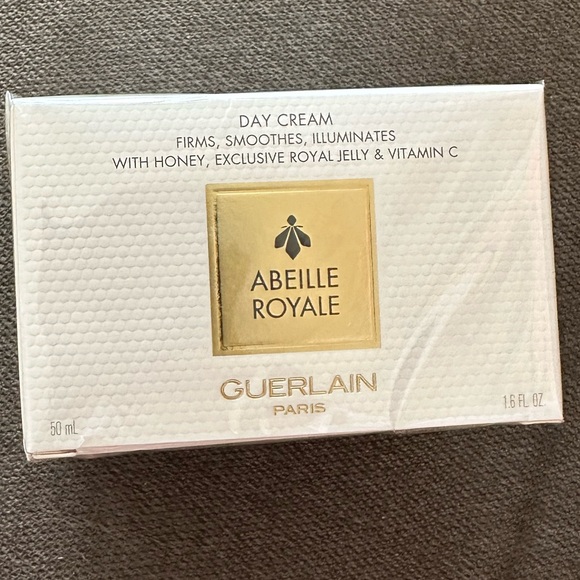 DAY CREAM
FIRMS, SMOOTHES, ILLUMINATES
WITH HONEY, EXCLUSIVE ROYAL JELLY & VITAMIN C
ABEILLE
ROYALE
GUERLAIN
PARIS
50 mL
1.6 FL. OZ